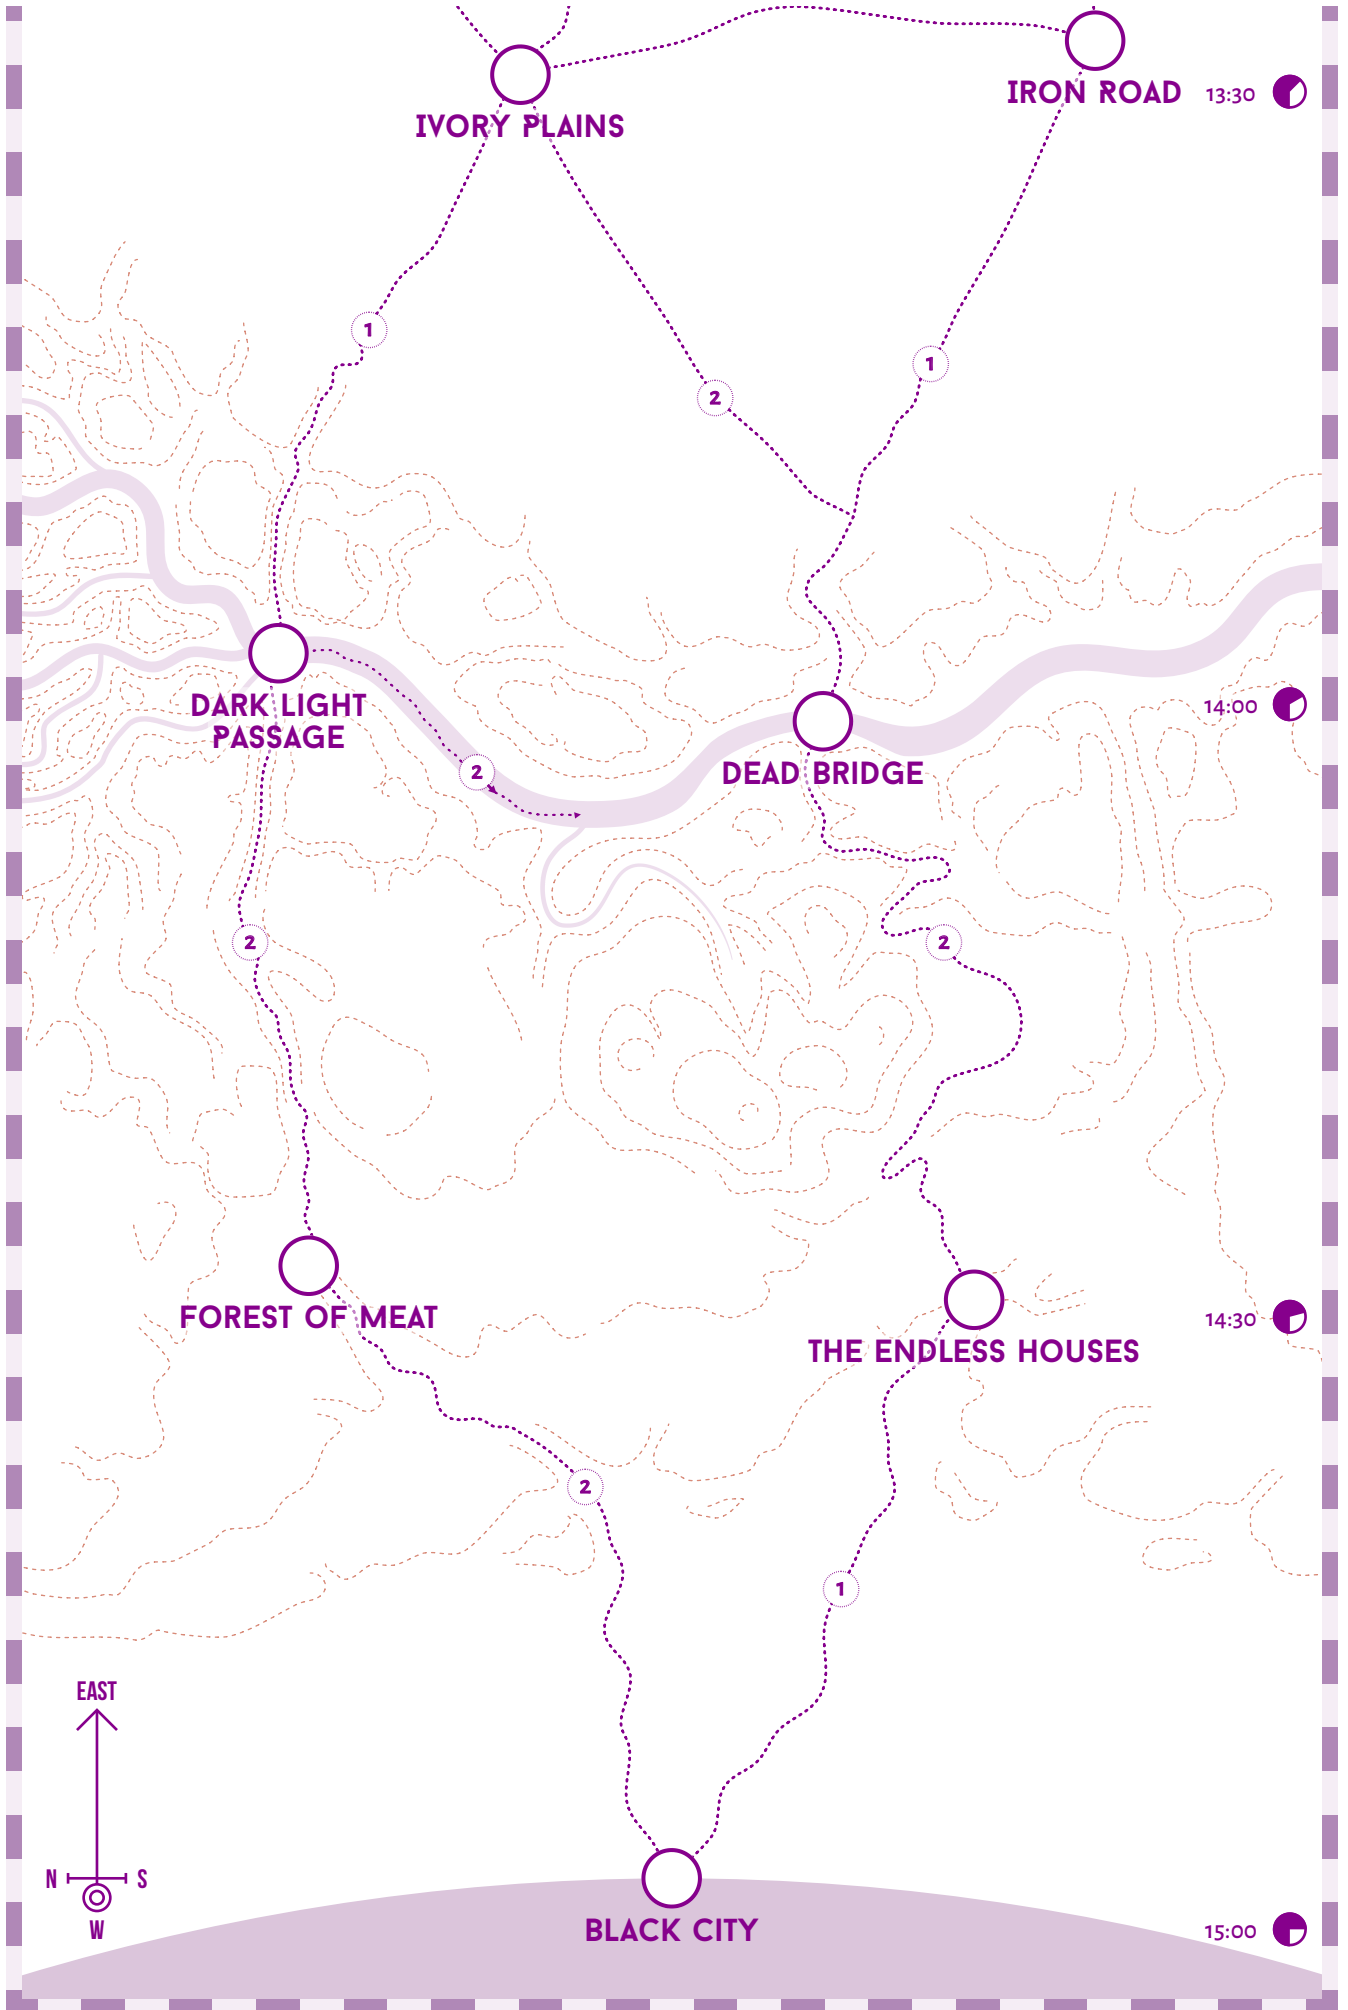 IVORY PLAINS
IRON ROAD
13:30
1
1
2
DARK LIGHT
PASSAGE
14:00
2
DEAD BRIDGE
2
2
FOREST OF MEAT
14:30
THE ENDLESS HOUSES
2
1
EAST
N
S
W
BLACK CITY
15:00